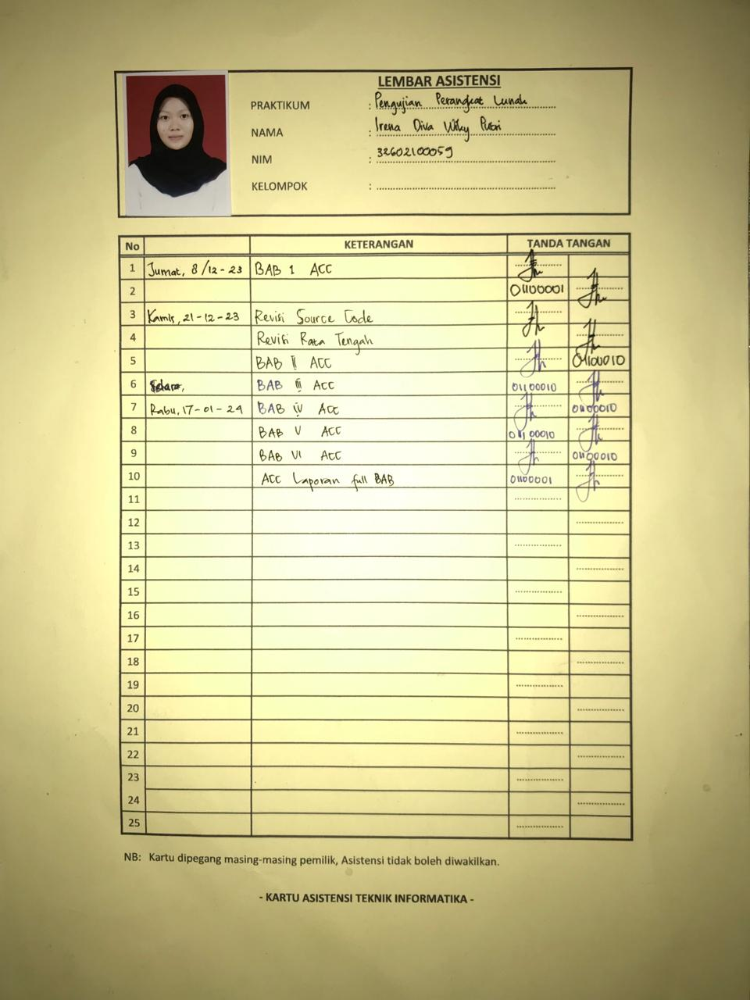 LEMBAR ASISTENSI
PRAKTIKUM : Pengujian Perangkat Lunak
NAMA : Irena Diva Wiky Putri
NIM : 32602100059
KELOMPOK :
No KETERANGAN TANDA TANGAN
1 Jumat, 8/12-23 BAB 1 ACC
2 01100001
3 Kamis, 21-12-23 Revisi Source Code
4 Revisi Rata Tengah
5 BAB II ACC 01100010
6 BAB III ACC 01100010
7 Rabu, 17-01-24 BAB IV ACC 01100010
8 BAB V ACC 01100010
9 BAB VI ACC 01100010
10 ACC Laporan full BAB 01100001
11
12
13
14
15
16
17
18
19
20
21
22
23
24
25
NB: Kartu dipegang masing-masing pemilik, Asistensi tidak boleh diwakilkan.
- KARTU ASISTENSI TEKNIK INFORMATIKA -